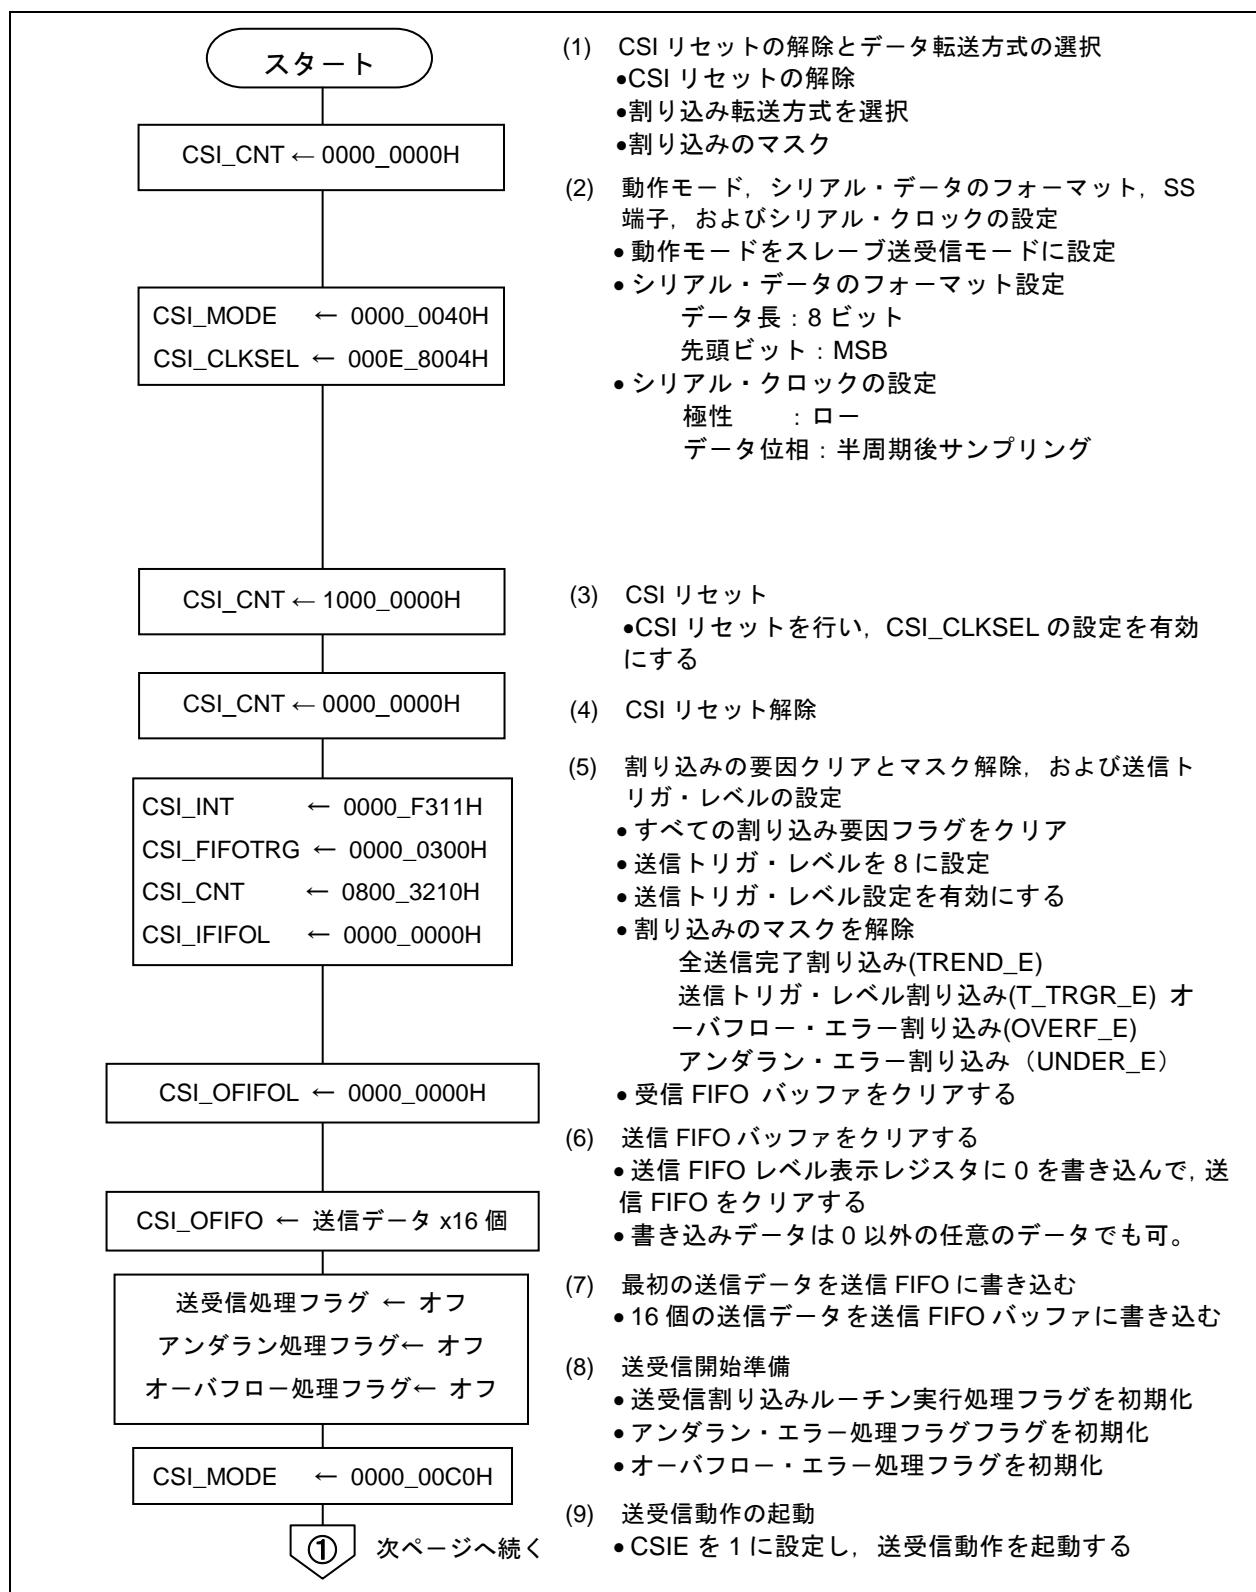 スタート
CSI_CNT ← 0000_0000H
CSI_MODE ← 0000_0040H
CSI_CLKSEL ← 000E_8004H
CSI_CNT ← 1000_0000H
CSI_CNT ← 0000_0000H
CSI_INT ← 0000_F311H
CSI_FIFOTRG ← 0000_0300H
CSI_CNT ← 0800_3210H
CSI_IFIFOL ← 0000_0000H
CSI_OFIFOL ← 0000_0000H
CSI_OFIFO ← 送信データ x16 個
送受信処理フラグ ← オフ
アンダラン処理フラグ← オフ
オーバフロー処理フラグ← オフ
CSI_MODE ← 0000_00C0H
① 次ページへ続く
(1) CSI リセットの解除とデータ転送方式の選択
•CSI リセットの解除
•割り込み転送方式を選択
•割り込みのマスク
(2) 動作モード，シリアル・データのフォーマット，SS
端子，およびシリアル・クロックの設定
• 動作モードをスレーブ送受信モードに設定
• シリアル・データのフォーマット設定
データ長：8 ビット
先頭ビット：MSB
• シリアル・クロックの設定
極性 ：ロー
データ位相：半周期後サンプリング
(3) CSI リセット
•CSI リセットを行い，CSI_CLKSEL の設定を有効
にする
(4) CSI リセット解除
(5) 割り込みの要因クリアとマスク解除，および送信ト
リガ・レベルの設定
• すべての割り込み要因フラグをクリア
• 送信トリガ・レベルを 8 に設定
• 送信トリガ・レベル設定を有効にする
• 割り込みのマスクを解除
全送信完了割り込み(TREND_E)
送信トリガ・レベル割り込み(T_TRGR_E) オ
ーバフロー・エラー割り込み(OVERF_E)
アンダラン・エラー割り込み（UNDER_E）
• 受信 FIFO バッファをクリアする
(6) 送信 FIFO バッファをクリアする
• 送信 FIFO レベル表示レジスタに 0 を書き込んで，送
信 FIFO をクリアする
• 書き込みデータは 0 以外の任意のデータでも可。
(7) 最初の送信データを送信 FIFO に書き込む
• 16 個の送信データを送信 FIFO バッファに書き込む
(8) 送受信開始準備
• 送受信割り込みルーチン実行処理フラグを初期化
• アンダラン・エラー処理フラグフラグを初期化
• オーバフロー・エラー処理フラグを初期化
(9) 送受信動作の起動
• CSIE を 1 に設定し，送受信動作を起動する